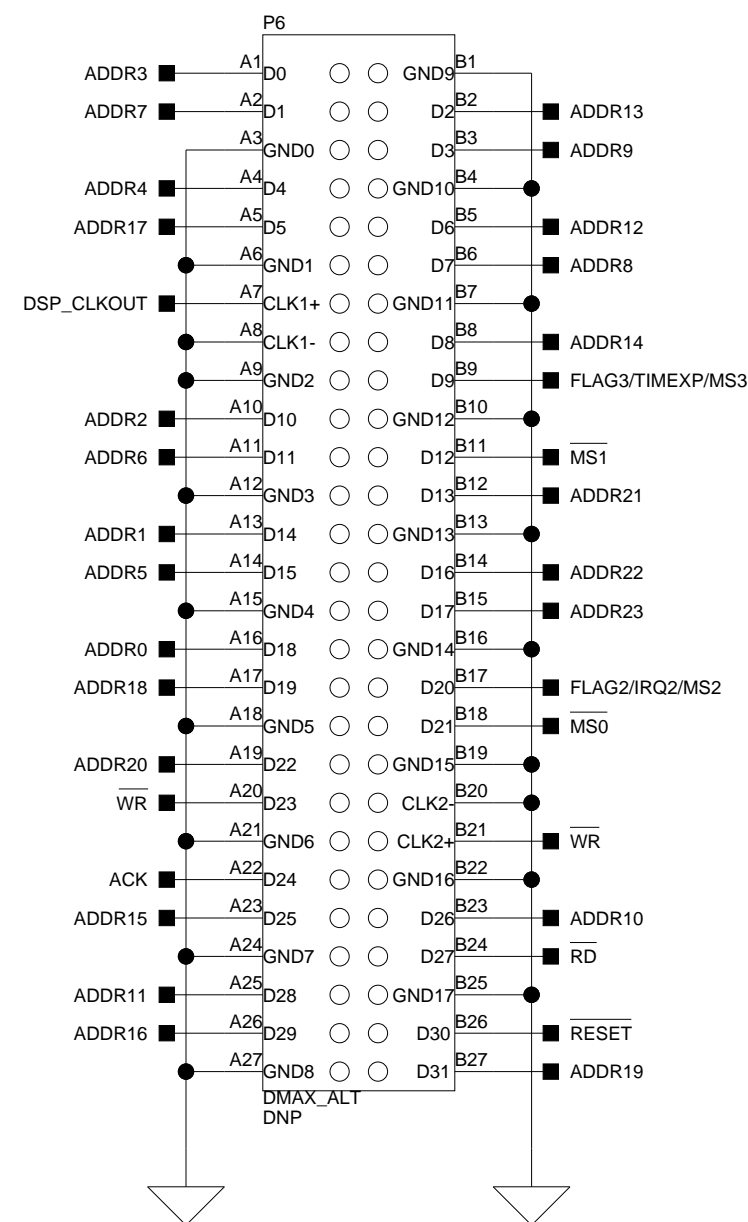 P6
ADDR3 A1 D0 GND9 B1
ADDR7 A2 D1 D2 B2 ADDR13
A3 GND0 D3 B3 ADDR9
ADDR4 A4 D4 GND10 B4
ADDR17 A5 D5 D6 B5 ADDR12
A6 GND1 D7 B6 ADDR8
DSP_CLKOUT A7 CLK1+ GND11 B7
A8 CLK1- D8 B8 ADDR14
A9 GND2 D9 B9 FLAG3/TIMEXP/MS3
ADDR2 A10 D10 GND12 B10
ADDR6 A11 D11 D12 B11 MS1
A12 GND3 D13 B12 ADDR21
ADDR1 A13 D14 GND13 B13
ADDR5 A14 D15 D16 B14 ADDR22
A15 GND4 D17 B15 ADDR23
ADDR0 A16 D18 GND14 B16
ADDR18 A17 D19 D20 B17 FLAG2/IRQ2/MS2
A18 GND5 D21 B18 MS0
ADDR20 A19 D22 GND15 B19
WR A20 D23 CLK2- B20
A21 GND6 CLK2+ B21 WR
ACK A22 D24 GND16 B22
ADDR15 A23 D25 D26 B23 ADDR10
A24 GND7 D27 B24 RD
ADDR11 A25 D28 GND17 B25
ADDR16 A26 D29 D30 B26 RESET
A27 GND8 D31 B27 ADDR19
DMAX_ALT
DNP